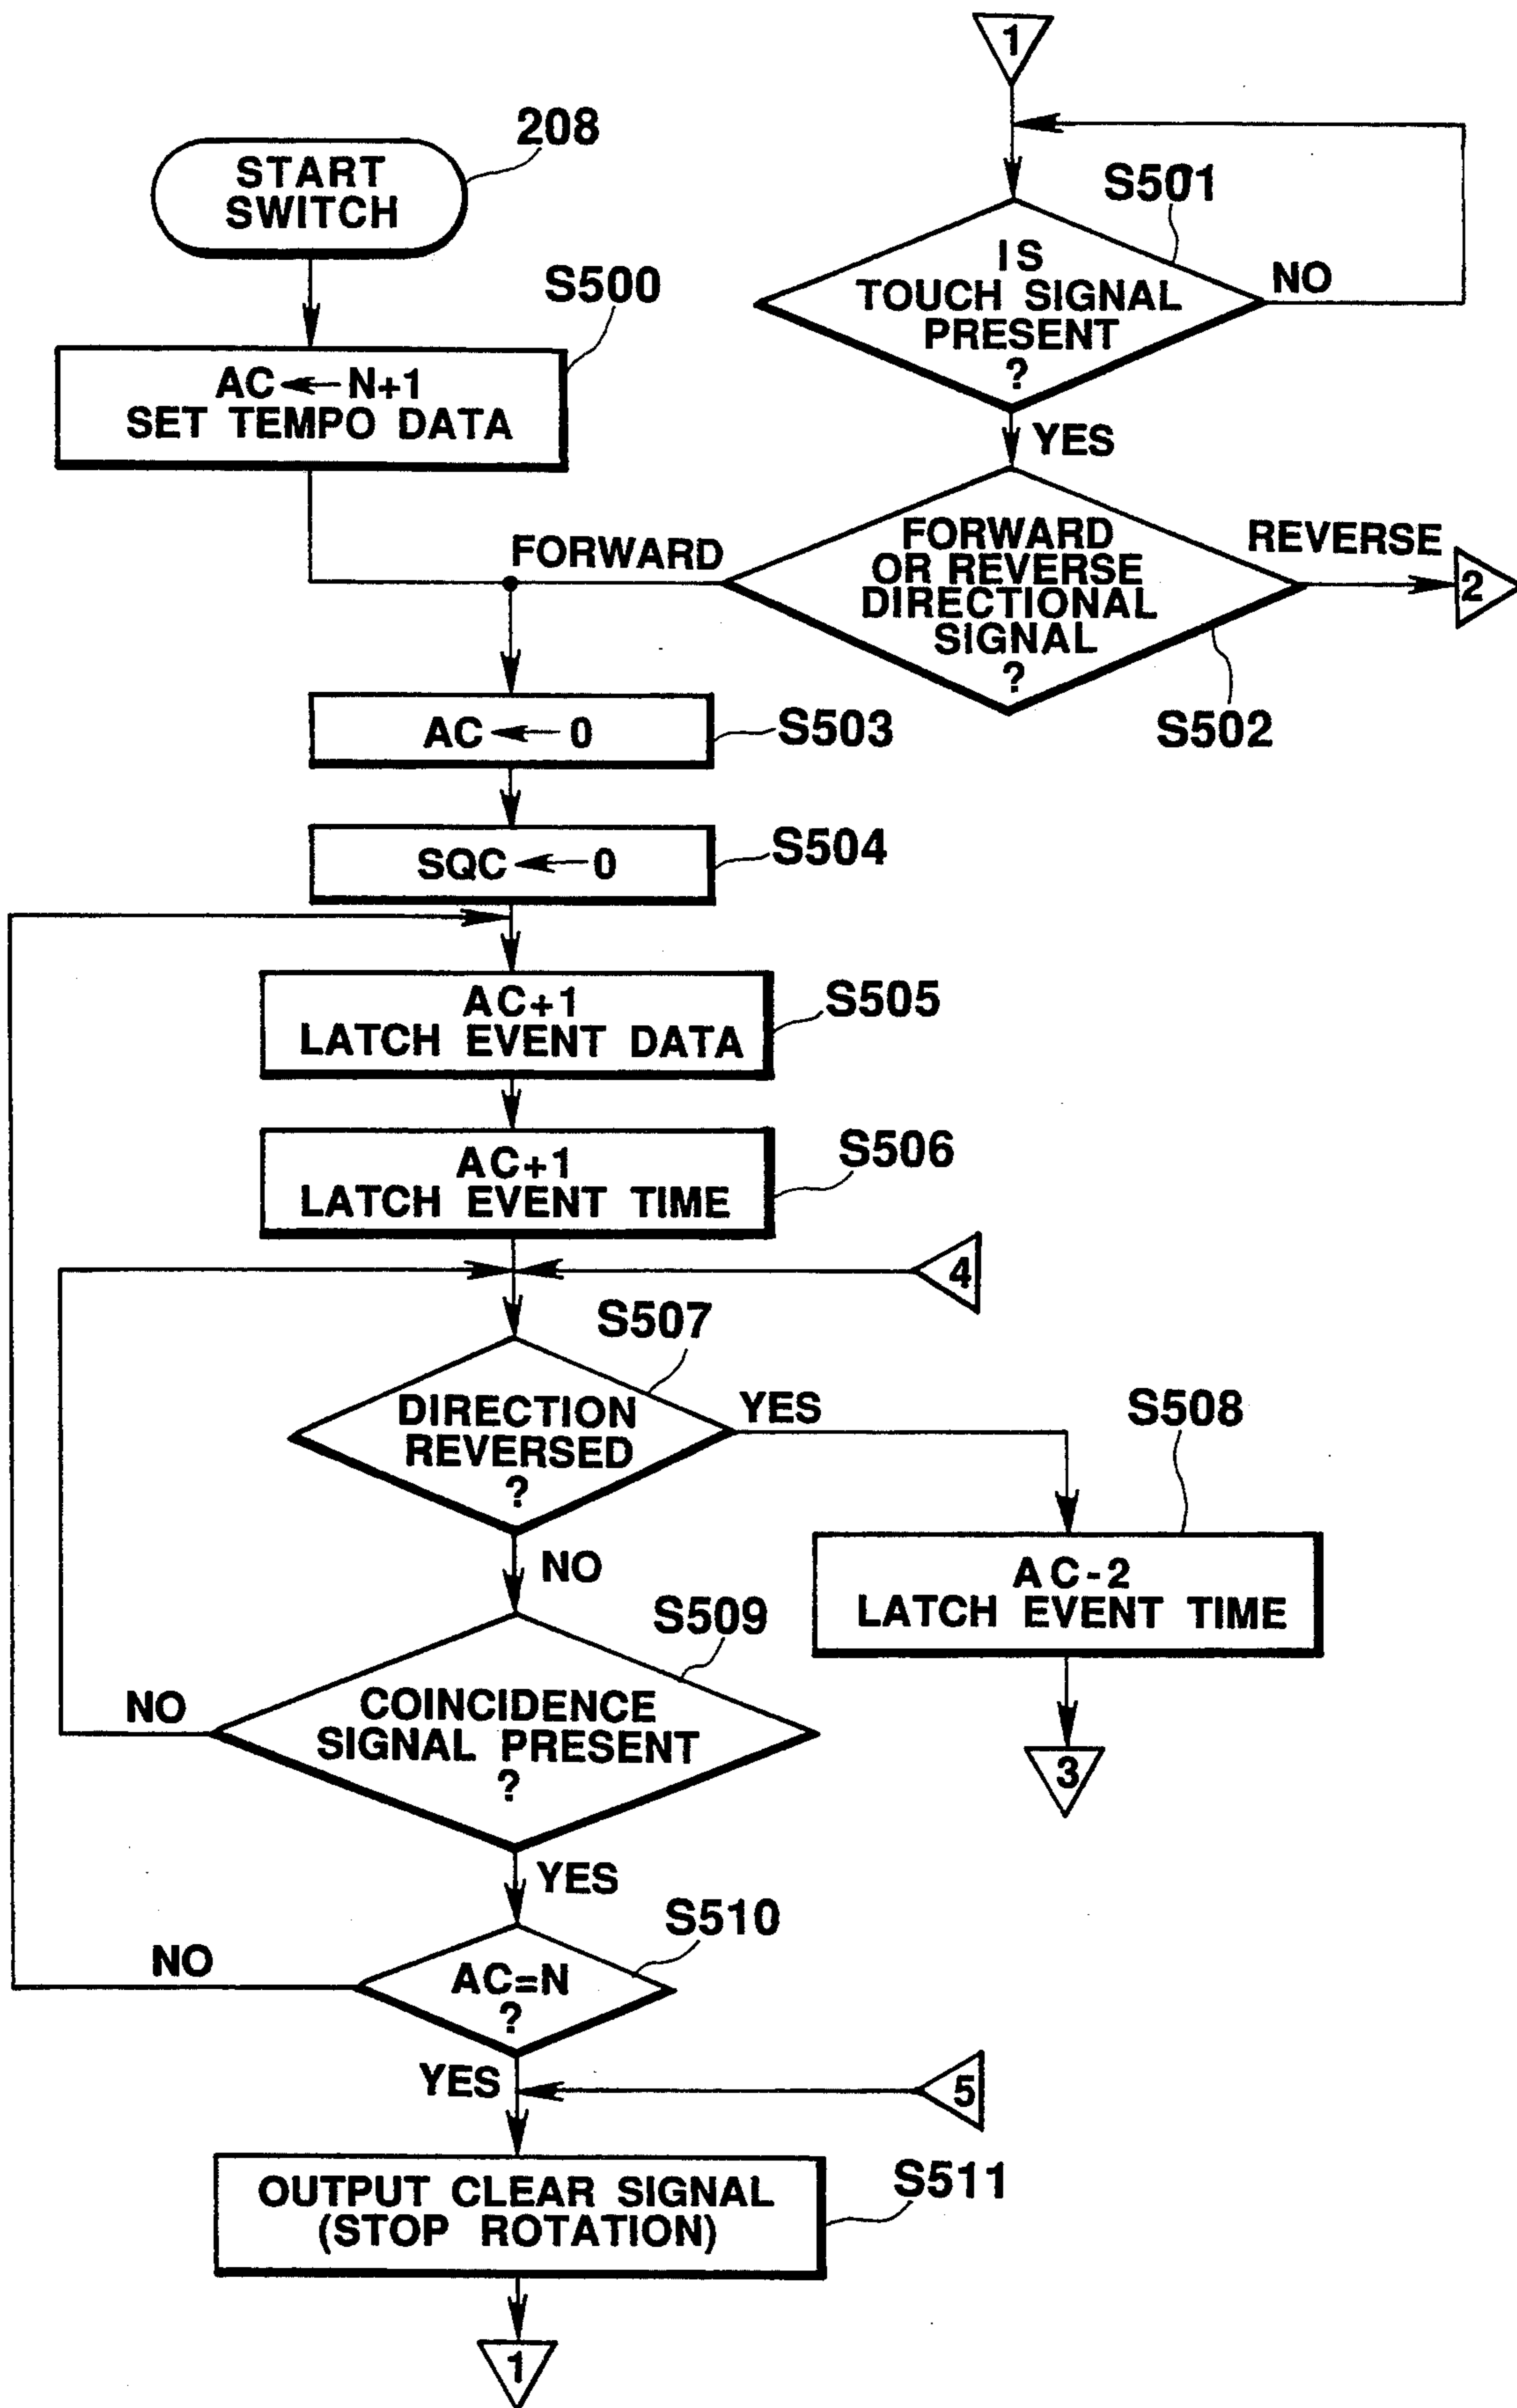 208
START
SWITCH
S500
AC ← N+1
SET TEMPO DATA
1
S501
IS
TOUCH SIGNAL
PRESENT
?
NO
YES
FORWARD
FORWARD
OR REVERSE
DIRECTIONAL
SIGNAL
?
REVERSE
2
S502
AC ← 0
S503
SQC ← 0
S504
AC+1
LATCH EVENT DATA
S505
AC+1
LATCH EVENT TIME
S506
4
S507
DIRECTION
REVERSED
?
YES
S508
NO
AC-2
LATCH EVENT TIME
3
S509
COINCIDENCE
SIGNAL PRESENT
?
NO
YES
S510
AC=N
?
NO
YES
5
OUTPUT CLEAR SIGNAL
(STOP ROTATION)
S511
1